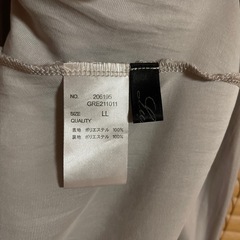 NO. 206195
GRE211011
SIZE LL
QUALITY
表地 ポリエステル 100%
裏地 ポリエステル 100%